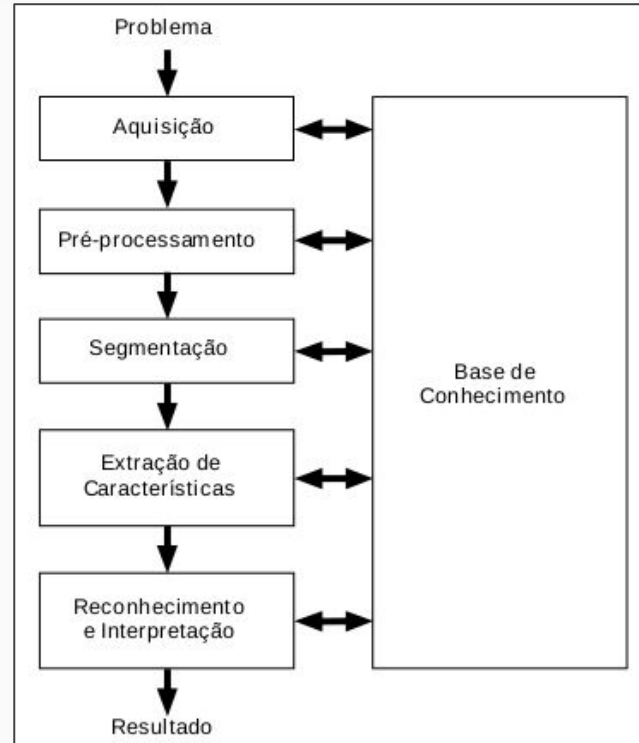 Problema
Aquisição
Pré-processamento
Segmentação
Extração de
Características
Reconhecimento
e Interpretação
Resultado
Base de
Conhecimento